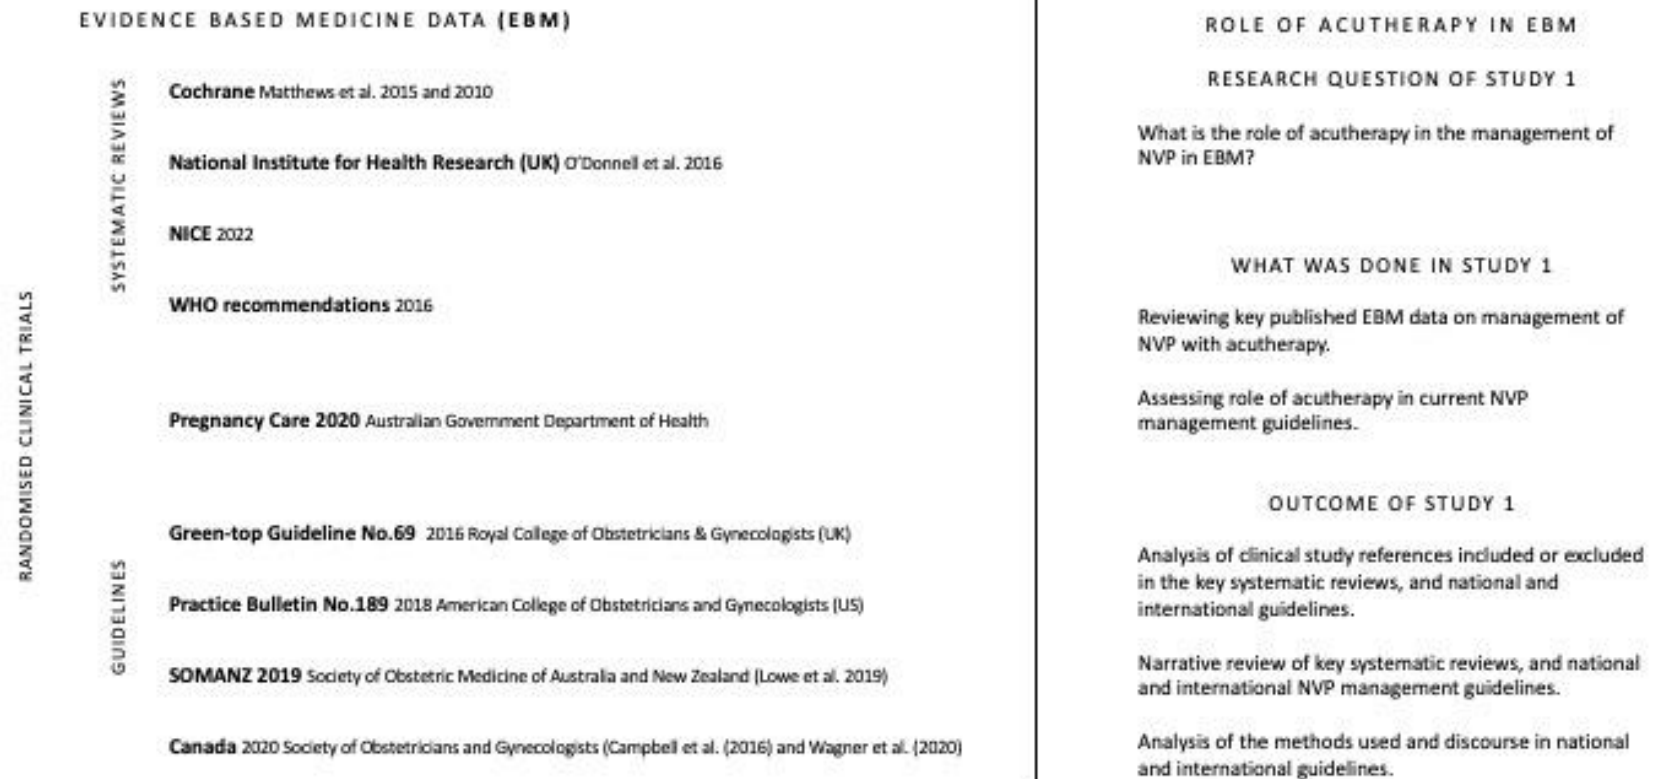 EVIDENCE BASED MEDICINE DATA (EBM)
RANDOMISED CLINICAL TRIALS
SYSTEMATIC REVIEWS
Cochrane Matthews et al. 2015 and 2010
National Institute for Health Research (UK) O'Donnell et al. 2016
NICE 2022
WHO recommendations 2016
Pregnancy Care 2020 Australian Government Department of Health
GUIDELINES
Green-top Guideline No.69 2016 Royal College of Obstetricians & Gynecologists (UK)
Practice Bulletin No.189 2018 American College of Obstetricians and Gynecologists (US)
SOMANZ 2019 Society of Obstetric Medicine of Australia and New Zealand (Lowe et al. 2019)
Canada 2020 Society of Obstetricians and Gynecologists (Campbell et al. (2016) and Wagner et al. (2020)
ROLE OF ACUTHERAPY IN EBM
RESEARCH QUESTION OF STUDY 1
What is the role of acutherapy in the management of
NVP in EBM?
WHAT WAS DONE IN STUDY 1
Reviewing key published EBM data on management of
NVP with acutherapy.
Assessing role of acutherapy in current NVP
management guidelines.
OUTCOME OF STUDY 1
Analysis of clinical study references included or excluded
in the key systematic reviews, and national and
international guidelines.
Narrative review of key systematic reviews, and national
and international NVP management guidelines.
Analysis of the methods used and discourse in national
and international guidelines.